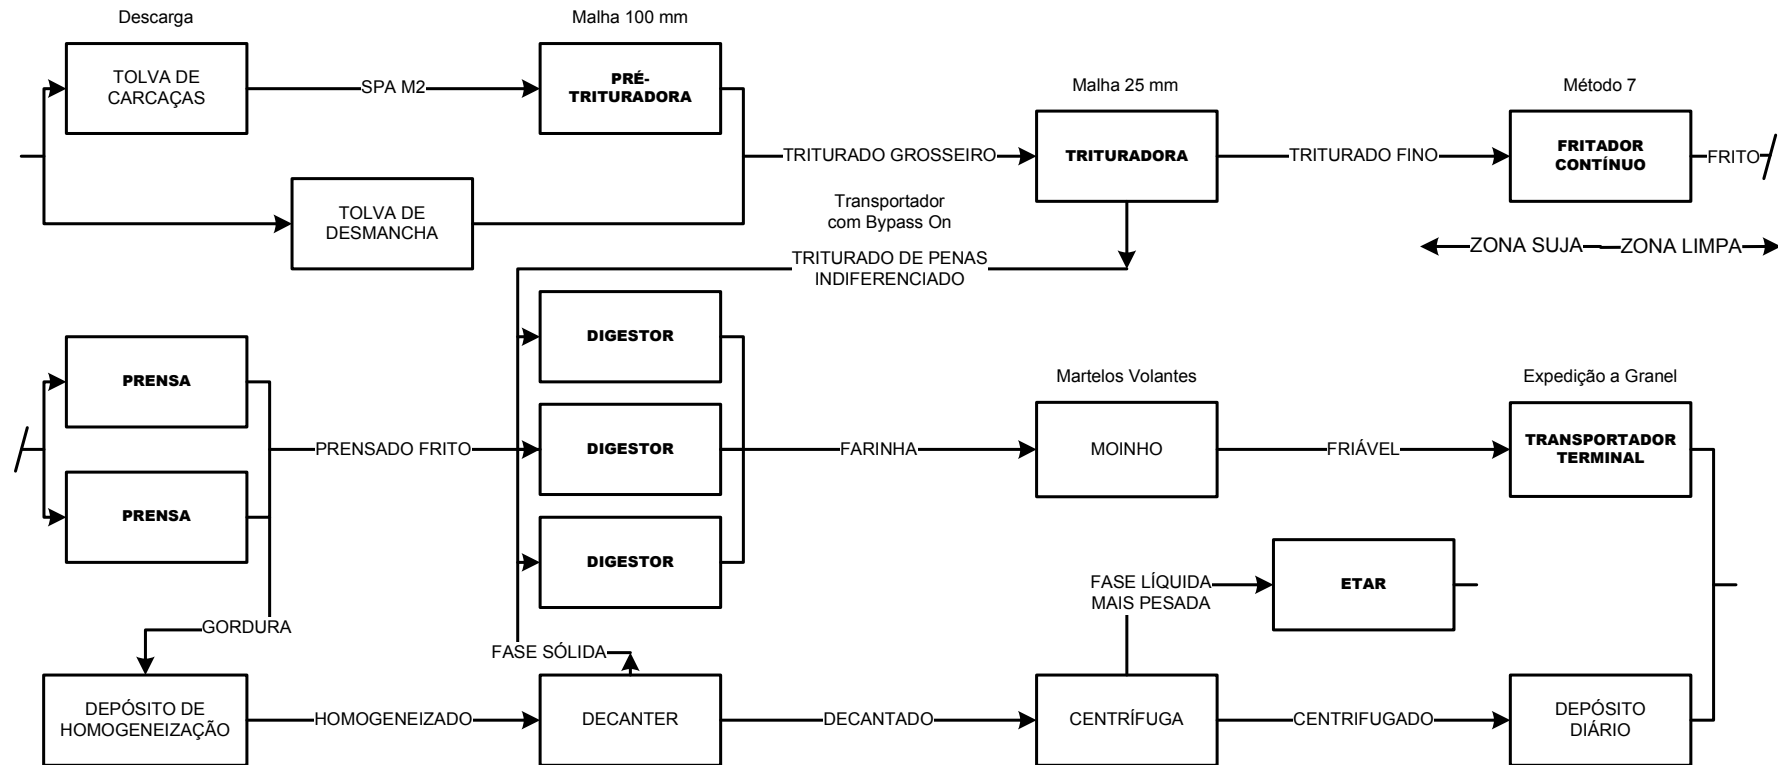 Descarga
Malha 100 mm
TOLVA DE
CARCAÇAS
SPA M2
PRÉ-
TRITURADORA
Malha 25 mm
Método 7
TRITURADO GROSSEIRO
TRITURADORA
TRITURADO FINO
FRITADOR
CONTÍNUO
FRITO
TOLVA DE
DESMANCHA
Transportador
com Bypass On
ZONA SUJA
ZONA LIMPA
TRITURADO DE PENAS
INDIFERENCIADO
DIGESTOR
PRENSA
Martelos Volantes
Expedição a Granel
PRENSADO FRITO
DIGESTOR
FARINHA
MOINHO
FRIÁVEL
TRANSPORTADOR
TERMINAL
PRENSA
DIGESTOR
FASE LÍQUIDA
MAIS PESADA
ETAR
GORDURA
FASE SÓLIDA
DEPÓSITO DE
HOMOGENEIZAÇÃO
HOMOGENEIZADO
DECANTER
DECANTADO
CENTRÍFUGA
CENTRIFUGADO
DEPÓSITO
DIÁRIO